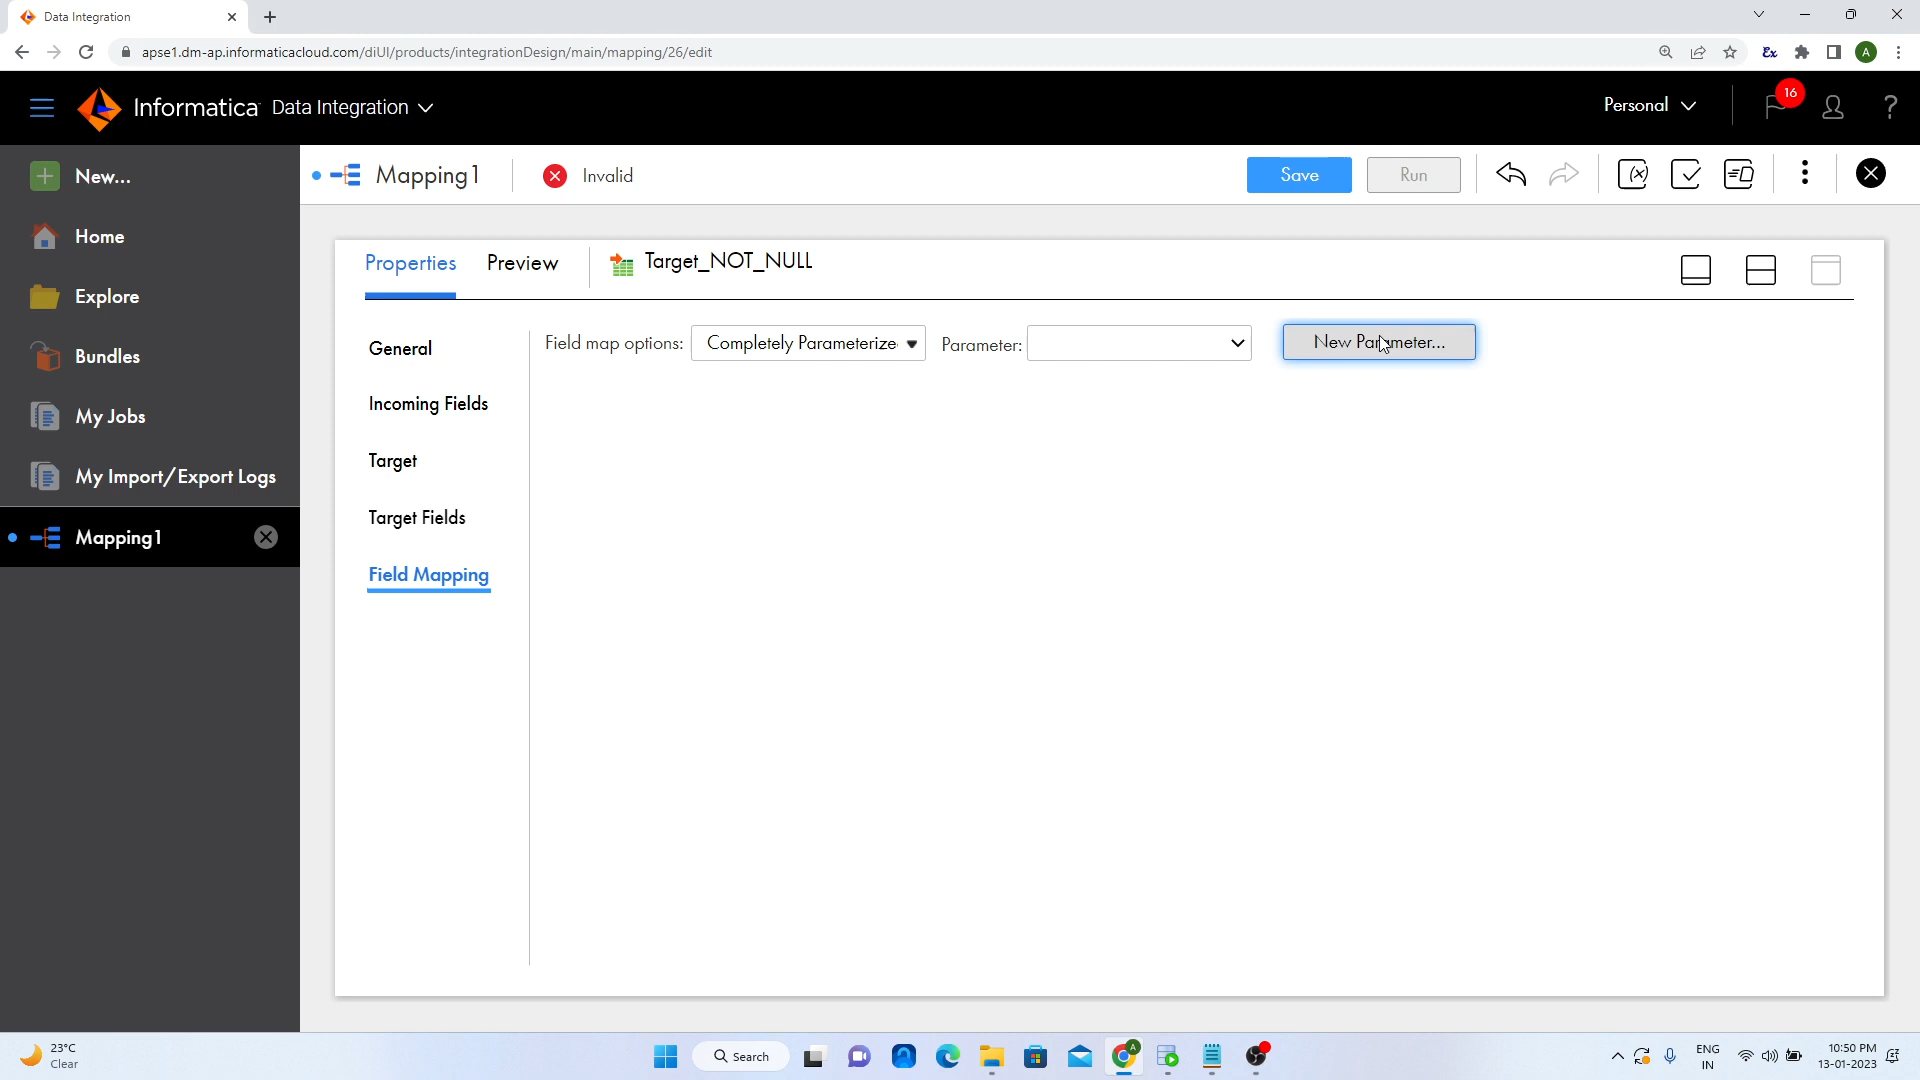 Data Integration
apse1.dm-ap.informaticacloud.com/diUI/products/integrationDesign/main/mapping/26/edit
Ex
A
Informatica Data Integration
Personal
16
?
New...
Home
Explore
Bundles
My Jobs
My Import/Export Logs
Mapping1
Mapping1
Invalid
Save
Run
Properties
Preview
Target_NOT_NULL
General
Incoming Fields
Target
Target Fields
Field Mapping
Field map options:
Completely Parameterize
Parameter:
New Parameter...
23°C
Clear
Search
A
ENG
IN
10:50 PM
13-01-2023